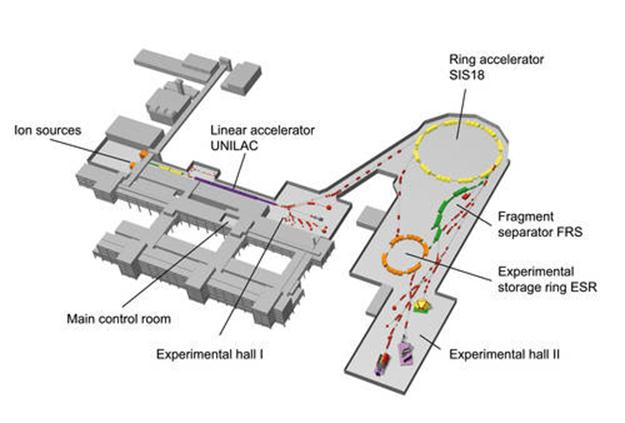 Ring accelerator
SIS18
Ion sources
Linear accelerator
UNILAC
Fragment
separator FRS
Experimental
storage ring ESR
Main control room
Experimental hall I
Experimental hall II